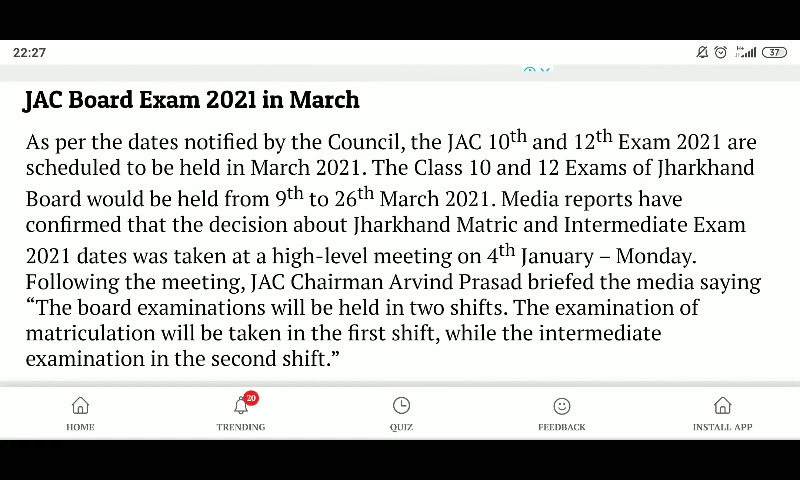 22:27
37
JAC Board Exam 2021 in March
As per the dates notified by the Council, the JAC 10th and 12th Exam 2021 are
scheduled to be held in March 2021. The Class 10 and 12 Exams of Jharkhand
Board would be held from 9th to 26th March 2021. Media reports have
confirmed that the decision about Jharkhand Matric and Intermediate Exam
2021 dates was taken at a high-level meeting on 4th January – Monday.
Following the meeting, JAC Chairman Arvind Prasad briefed the media saying
“The board examinations will be held in two shifts. The examination of
matriculation will be taken in the first shift, while the intermediate
examination in the second shift.”
20
HOME TRENDING QUIZ FEEDBACK INSTALL APP